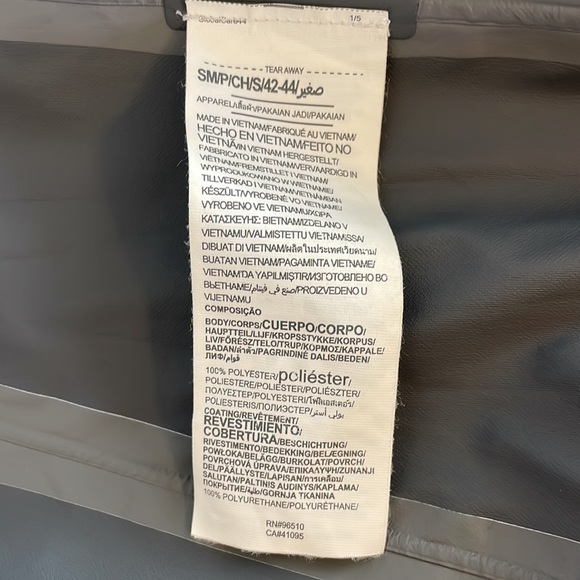 GlobalCare44
1/5
TEAR AWAY
SM/P/CH/S/42-44/صغير
APPAREL/เสื้อผ้า/PAKAIAN JADI/PAKAIAN
MADE IN VIETNAM/FABRIQUÉ AU VIETNAM/
HECHO EN VIETNAM/FEITO NO
VIETNÃ/IN VIETNAM HERGESTELLT/
FABBRICATO IN VIETNAM/VERVAARDIGD IN
VIETNAM/FREMSTILLET I VIETNAM/
WYPRODUKOWANO W WIETNAMIE/
TILLVERKAD I VIETNAM/VIETNÁMBAN
KÉSZÜLT/VYROBENÉ VO VIETNAME/
VYROBENO VE VIETNAMU/ΧΩΡΑ
ΚΑΤΑΣΚΕΥΗΣ: ΒΙΕΤΝΑΜ/IZDELANO V
VIETNAMU/VALMISTETTU VIETNAMISSA/
DIBUAT DI VIETNAM/ผลิตในประเทศเวียดนาม/
BUATAN VIETNAM/PAGAMINTA VIETNAME/
VIETNAM'DA YAPILMIŞTIR/ИЗГОТОВЛЕНО ВО
ВЬЕТНАМЕ/صنع في فيتنام/PROIZVEDENO U
VIJETNAMU
COMPOSIÇÃO
BODY/CORPS/CUERPO/CORPO/
HAUPTTEIL/LIJF/KROPSSTYKKE/KORPUS/
LIV/FŐRÉSZ/TELO/TRUP/ΚΟΡΜΟΣ/KAPPALE/
BADAN/ลำตัว/PAGRINDINĖ DALIS/BEDEN/
ЛИФ/قوام
100% POLYESTER/poliéster/
POLIESTERE/POLIESTER/POLIÉSZTER/
ΠΟΛΥΕΣΤΕΡ/POLYESTERI/โพลีเอสเตอร์/
POLIESTERIS/ПОЛИЭСТЕР/بولي أستر
COATING/REVÊTEMENT/
REVESTIMIENTO/
COBERTURA/BESCHICHTUNG/
RIVESTIMENTO/BEDEKKING/BELÆGNING/
POWŁOKA/BELÄGG/BURKOLAT/POVRCH/
POVRCHOVÁ ÚPRAVA/ΕΠΙΚΑΛΥΨΗ/ZUNANJI
DEL/PÄÄLLYSTE/LAPISAN/การเคลือบ/
SALUTAN/PALTINIS AUDINYS/KAPLAMA/
ПОКРЫТИЕ/طلية/GORNJA TKANINA
100% POLYURETHANE/POLYURÉTHANE/
RN#96510
CA#41095